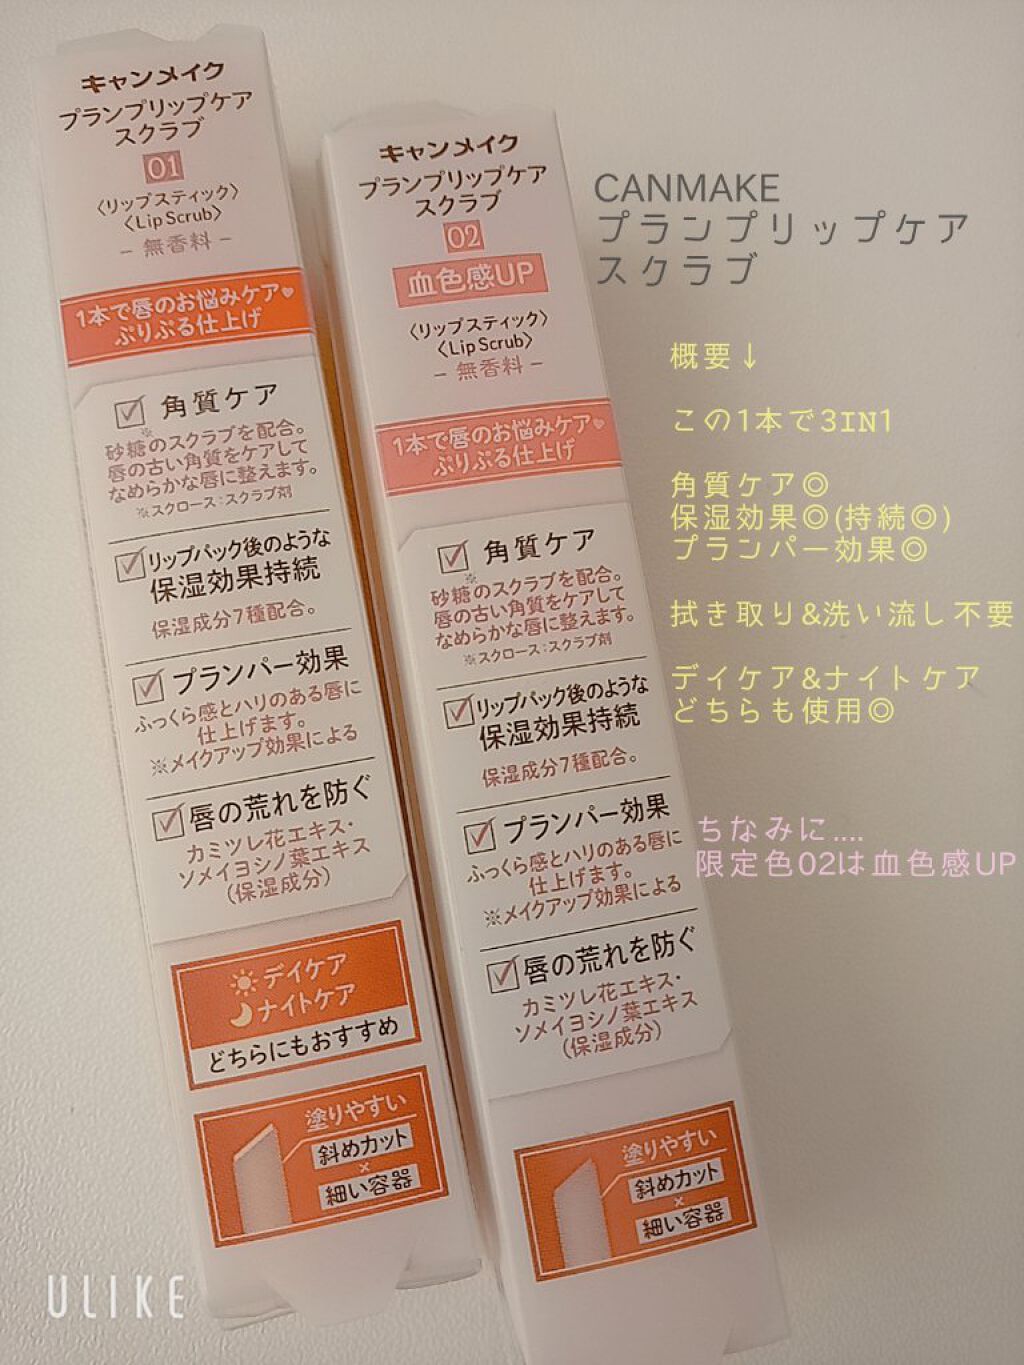 キャンメイク
プランプリップケア
スクラブ
01
〈リップスティック〉
〈Lip Scrub〉
– 無香料 –
1本で唇のお悩みケア♥
ぷりぷる仕上げ
角質ケア
砂糖※のスクラブを配合。
唇の古い角質をケアして
なめらかな唇に整えます。
※スクロース：スクラブ剤
リップパック後のような
保湿効果持続
保湿成分7種配合。
プランパー効果
ふっくら感とハリのある唇に
仕上げます。
※メイクアップ効果による
唇の荒れを防ぐ
カミツレ花エキス・
ソメイヨシノ葉エキス
(保湿成分)
デイケア
ナイトケア
どちらにもおすすめ
塗りやすい
斜めカット
×
細い容器
キャンメイク
プランプリップケア
スクラブ
02
血色感UP
〈リップスティック〉
〈Lip Scrub〉
– 無香料 –
1本で唇のお悩みケア♥
ぷりぷる仕上げ
角質ケア
砂糖※のスクラブを配合。
唇の古い角質をケアして
なめらかな唇に整えます。
※スクロース：スクラブ剤
リップパック後のような
保湿効果持続
保湿成分7種配合。
プランパー効果
ふっくら感とハリのある唇に
仕上げます。
※メイクアップ効果による
唇の荒れを防ぐ
カミツレ花エキス・
ソメイヨシノ葉エキス
(保湿成分)
塗りやすい
斜めカット
×
細い容器
CANMAKE
プランプリップケア
スクラブ
概要↓
この1本で3IN1
角質ケア◎
保湿効果◎(持続◎)
プランパー効果◎
拭き取り&洗い流し不要
デイケア&ナイトケア
どちらも使用◎
ちなみに....
限定色02は血色感UP
ULIKE